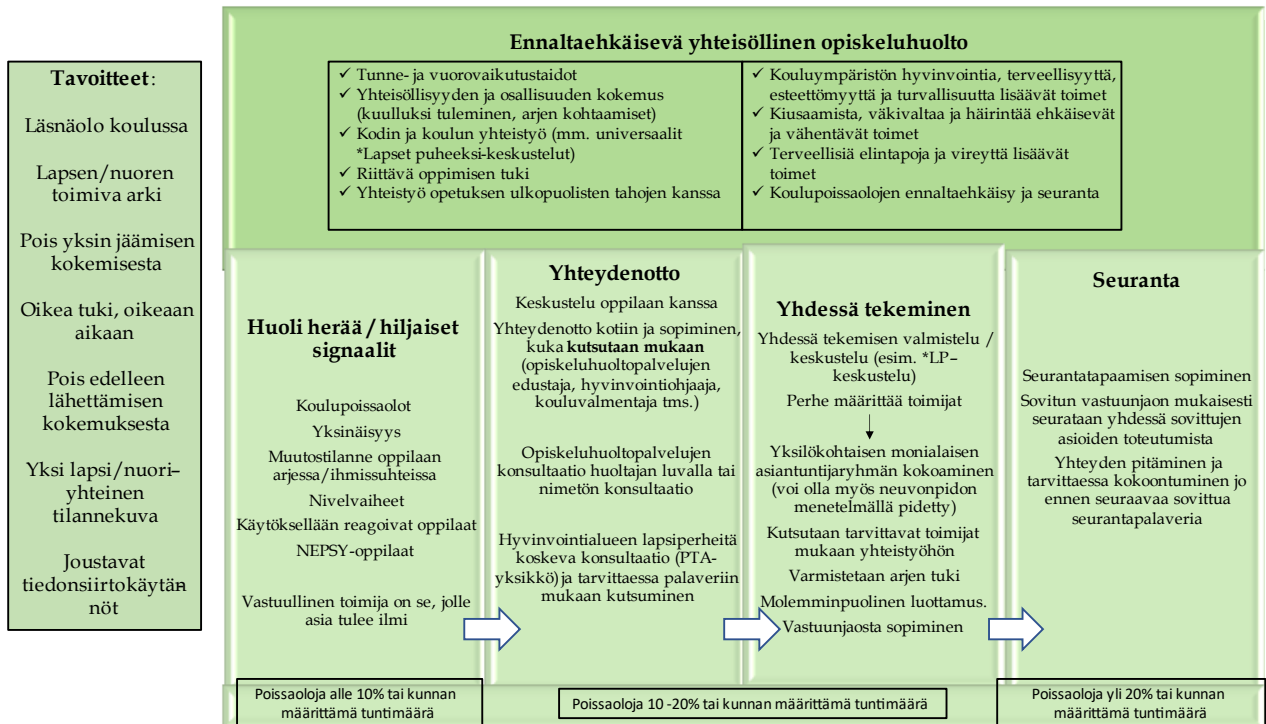 Tavoitteet:
Läsnäolo koulussa
Lapsen/nuoren
toimiva arki
Pois yksin jäämisen
kokemisesta
Oikea tuki, oikeaan
aikaan
Pois edelleen
lähettämisen
kokemuksesta
Yksi lapsi/nuori–
yhteinen
tilannekuva
Joustavat
tiedonsiirtokäytän
nöt
Ennaltaehkäisevä yhteisöllinen opiskeluhuolto
✓ Tunne- ja vuorovaikutustaidot
✓ Yhteisöllisyyden ja osallisuuden kokemus
(kuulluksi tuleminen, arjen kohtaamiset)
✓ Kodin ja koulun yhteistyö (mm. universaalit
*Lapset puheeksi-keskustelut)
✓ Riittävä oppimisen tuki
✓ Yhteistyö opetuksen ulkopuolisten tahojen kanssa
✓ Kouluympäristön hyvinvointia, terveellisyyttä,
esteettömyyttä ja turvallisuutta lisäävät toimet
✓ Kiusaamista, väkivaltaa ja häirintää ehkäisevät
ja vähentävät toimet
✓ Terveellisiä elintapoja ja vireyttä lisäävät
toimet
✓ Koulupoissaolojen ennaltaehkäisy ja seuranta
Huoli herää / hiljaiset
signaalit
Koulupoissaolot
Yksinäisyys
Muutostilanne oppilaan
arjessa/ihmissuhteissa
Nivelvaiheet
Käytöksellään reagoivat oppilaat
NEPSY-oppilaat
Vastuullinen toimija on se, jolle
asia tulee ilmi
Yhteydenotto
Keskustelu oppilaan kanssa
Yhteydenotto kotiin ja sopiminen,
kuka kutsutaan mukaan
(opiskeluhuoltopalvelujen
edustaja, hyvinvointiohjaaja,
kouluvalmentaja tms.)
Opiskeluhuoltopalvelujen
konsultaatio huoltajan luvalla tai
nimetön konsultaatio
Hyvinvointialueen lapsiperheitä
koskeva konsultaatio (PTA-
yksikkö) ja tarvittaessa palaveriin
mukaan kutsuminen
Yhdessä tekeminen
Yhdessä tekemisen valmistelu /
keskustelu (esim. *LP–
keskustelu)
Perhe määrittää toimijat
Yksilökohtaisen monialaisen
asiantuntijaryhmän kokoaminen
(voi olla myös neuvonpidon
menetelmällä pidetty)
Kutsutaan tarvittavat toimijat
mukaan yhteistyöhön
Varmistetaan arjen tuki
Molemminpuolinen luottamus.
Vastuunjaosta sopiminen
Seuranta
Seurantatapaamisen sopiminen
Sovitun vastuunjaon mukaisesti
seurataan yhdessä sovittujen
asioiden toteutumista
Yhteyden pitäminen ja
tarvittaessa kokoontuminen jo
ennen seuraavaa sovittua
seurantapalaveria
Poissaoloja alle 10% tai kunnan
määrittämä tuntimäärä
Poissaoloja 10 -20% tai kunnan määrittämä tuntimäärä
Poissaoloja yli 20% tai kunnan
määrittämä tuntimäärä